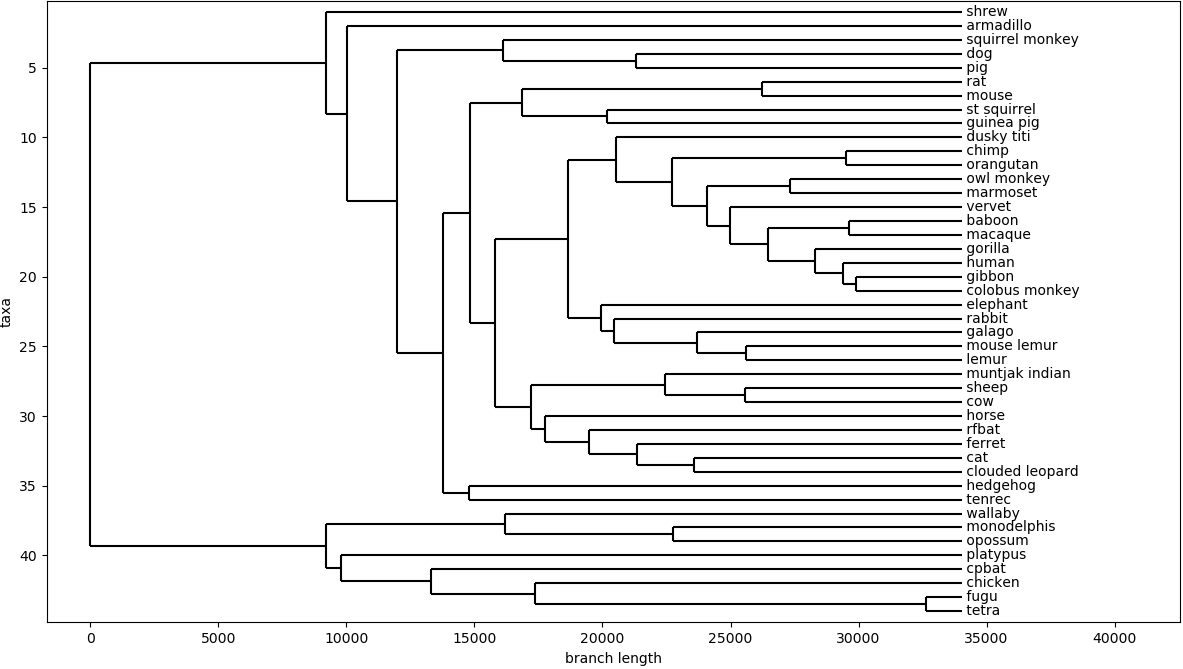 shrew
armadillo
squirrel monkey
dog
pig
rat
mouse
st squirrel
guinea pig
dusky titi
chimp
orangutan
owl monkey
marmoset
vervet
baboon
macaque
gorilla
human
gibbon
colobus monkey
elephant
rabbit
galago
mouse lemur
lemur
muntjak indian
sheep
cow
horse
rfbat
ferret
cat
clouded leopard
hedgehog
tenrec
wallaby
monodelphis
opossum
platypus
cpbat
chicken
fugu
tetra
5
10
15
20
25
30
35
40
taxa
0 5000 10000 15000 20000 25000 30000 35000 40000
branch length